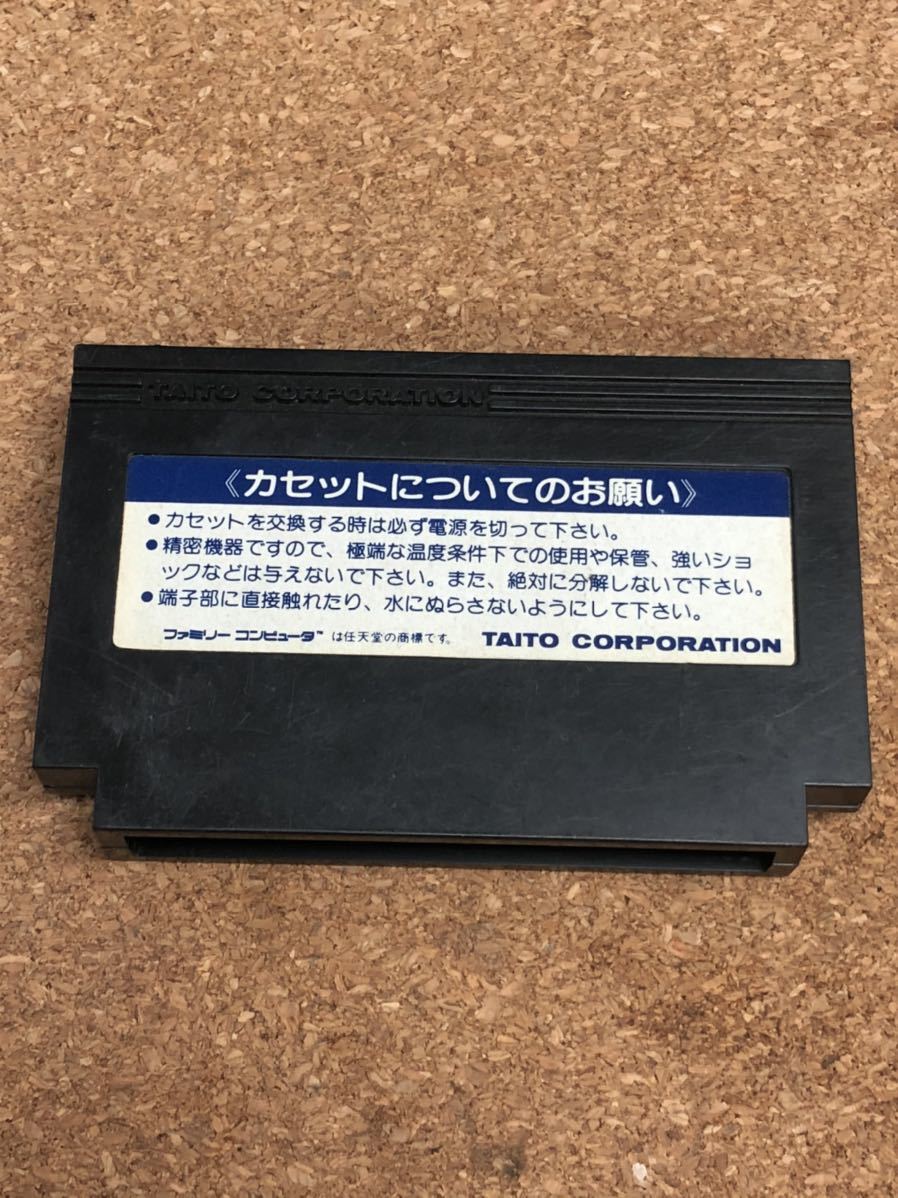 TAITO CORPORATION
《カセットについてのお願い》
●カセットを交換する時は必ず電源を切って下さい。
●精密機器ですので、極端な温度条件下での使用や保管、強いショ
ックなどは与えないで下さい。また、絶対に分解しないで下さい。
●端子部に直接触れたり、水にぬらさないようにして下さい。
ファミリーコンピュータ™は任天堂の商標です。 TAITO CORPORATION